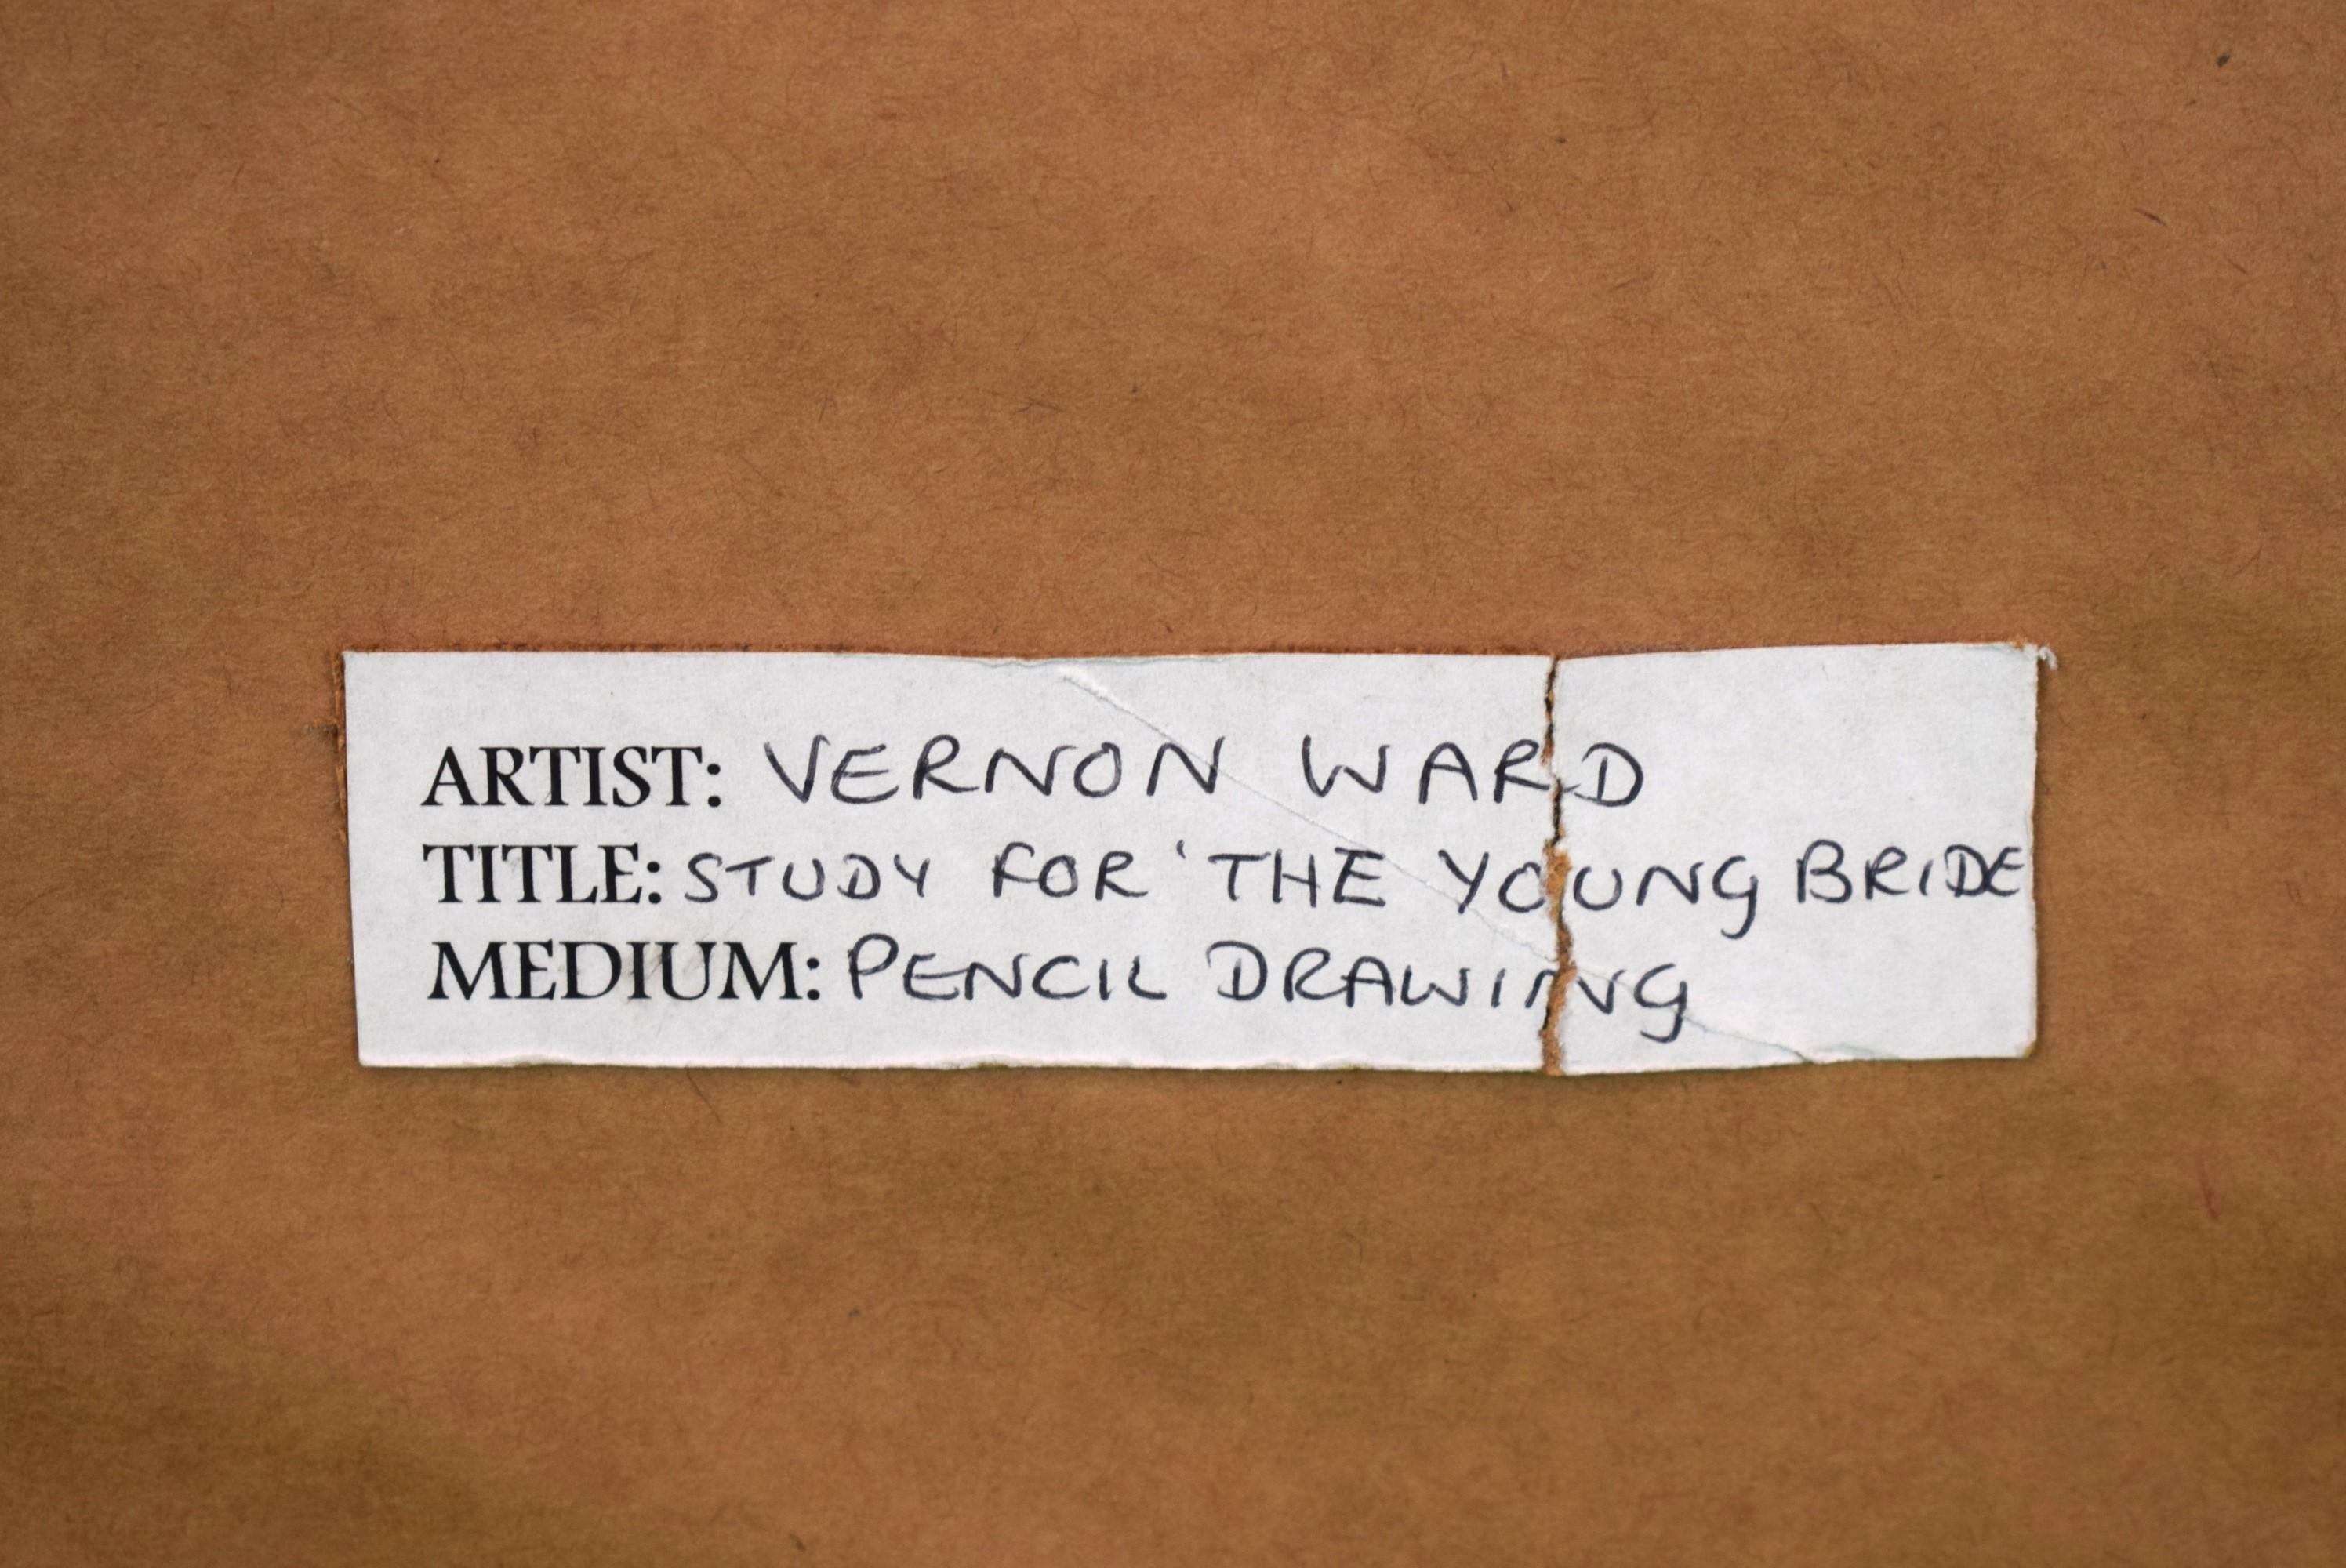 ARTIST: VERNON WARD
TITLE: STUDY FOR 'THE YOUNG BRIDE
MEDIUM: PENCIL DRAWING